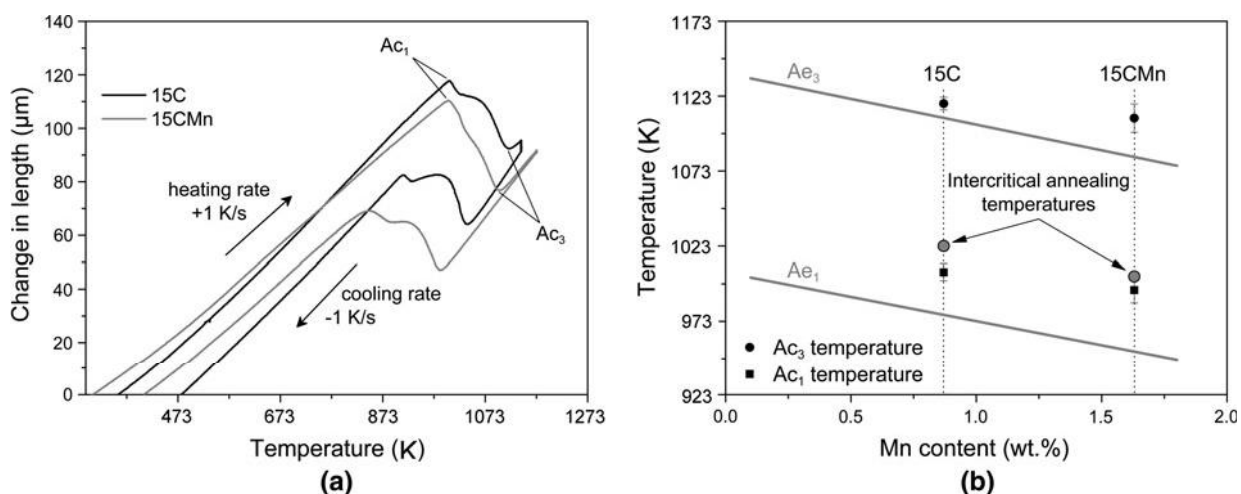 140
120
100
80
60
40
20
0
Change in length (µm)
Ac₁
15C
15CMn
heating rate
+1 K/s
Ac₃
cooling rate
-1 K/s
473 673 873 1073 1273
Temperature (K)
(a)
1173
1123
1073
1023
973
923
Temperature (K)
Ae₃
15C 15CMn
Intercritical annealing
temperatures
Ae₁
Ac₃ temperature
Ac₁ temperature
0.0 0.5 1.0 1.5 2.0
Mn content (wt.%)
(b)